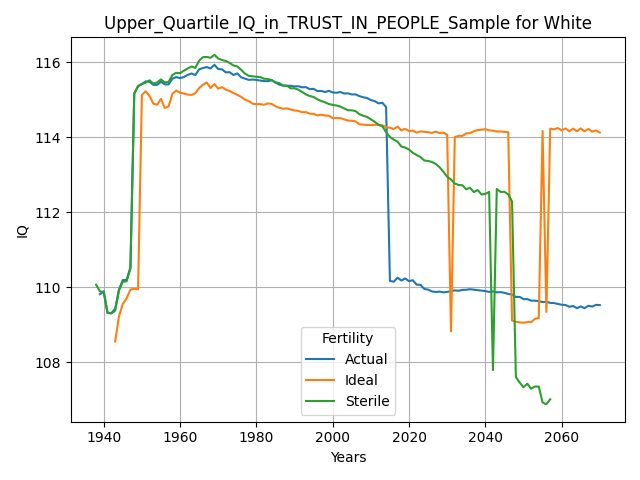 Upper_Quartile_IQ_in_TRUST_IN_PEOPLE_Sample for White
116
114
112
110
108
IQ
1940
1960
1980
2000
2020
2040
2060
Years
Fertility
Actual
Ideal
Sterile